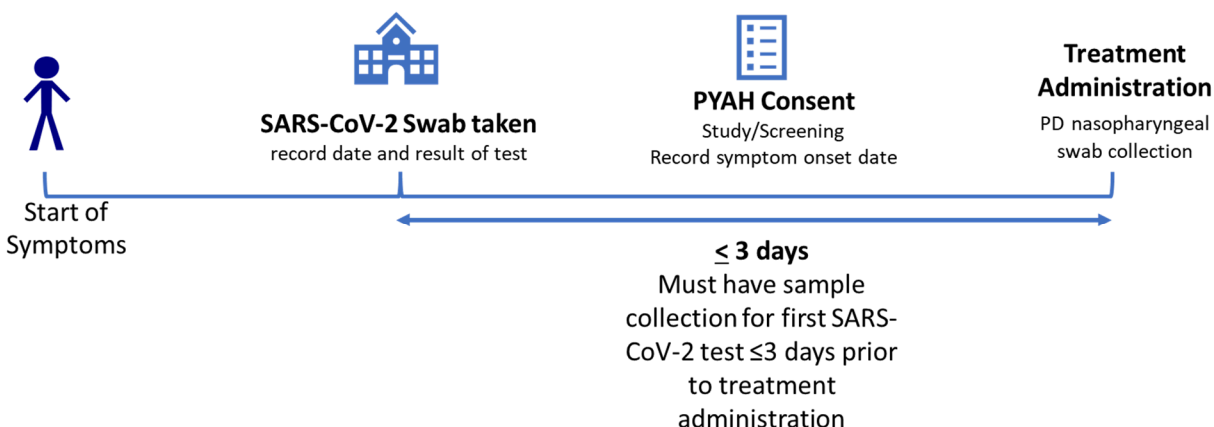 SARS-CoV-2 Swab taken
record date and result of test
PYAH Consent
Study/Screening
Record symptom onset date
Treatment
Administration
PD nasopharyngeal
swab collection
Start of
Symptoms
< 3 days
Must have sample
collection for first SARS-
CoV-2 test ≤3 days prior
to treatment
administration